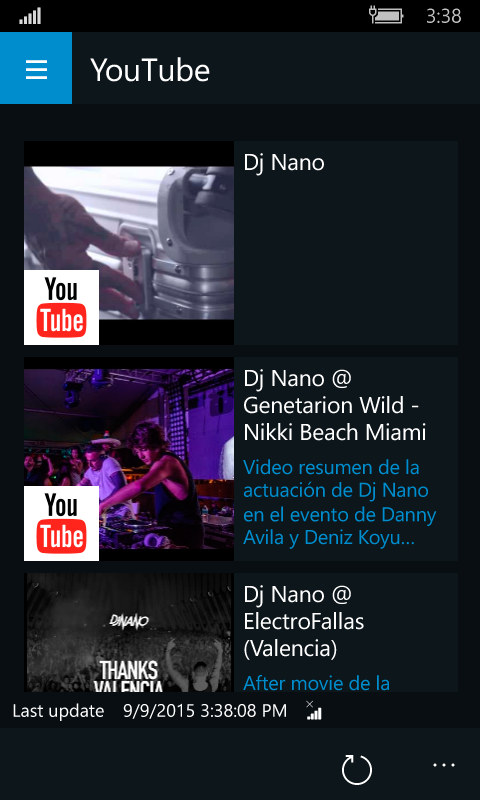 3:38
YouTube
Dj Nano
You
Tube
Dj Nano @
Genetarion Wild -
Nikki Beach Miami
Video resumen de la
actuación de Dj Nano
en el evento de Danny
Avila y Deniz Koyu...
You
Tube
Dj Nano @
ElectroFallas
(Valencia)
After movie de la
DJNANO
THANKS
VALENCIA
Last update 9/9/2015 3:38:08 PM